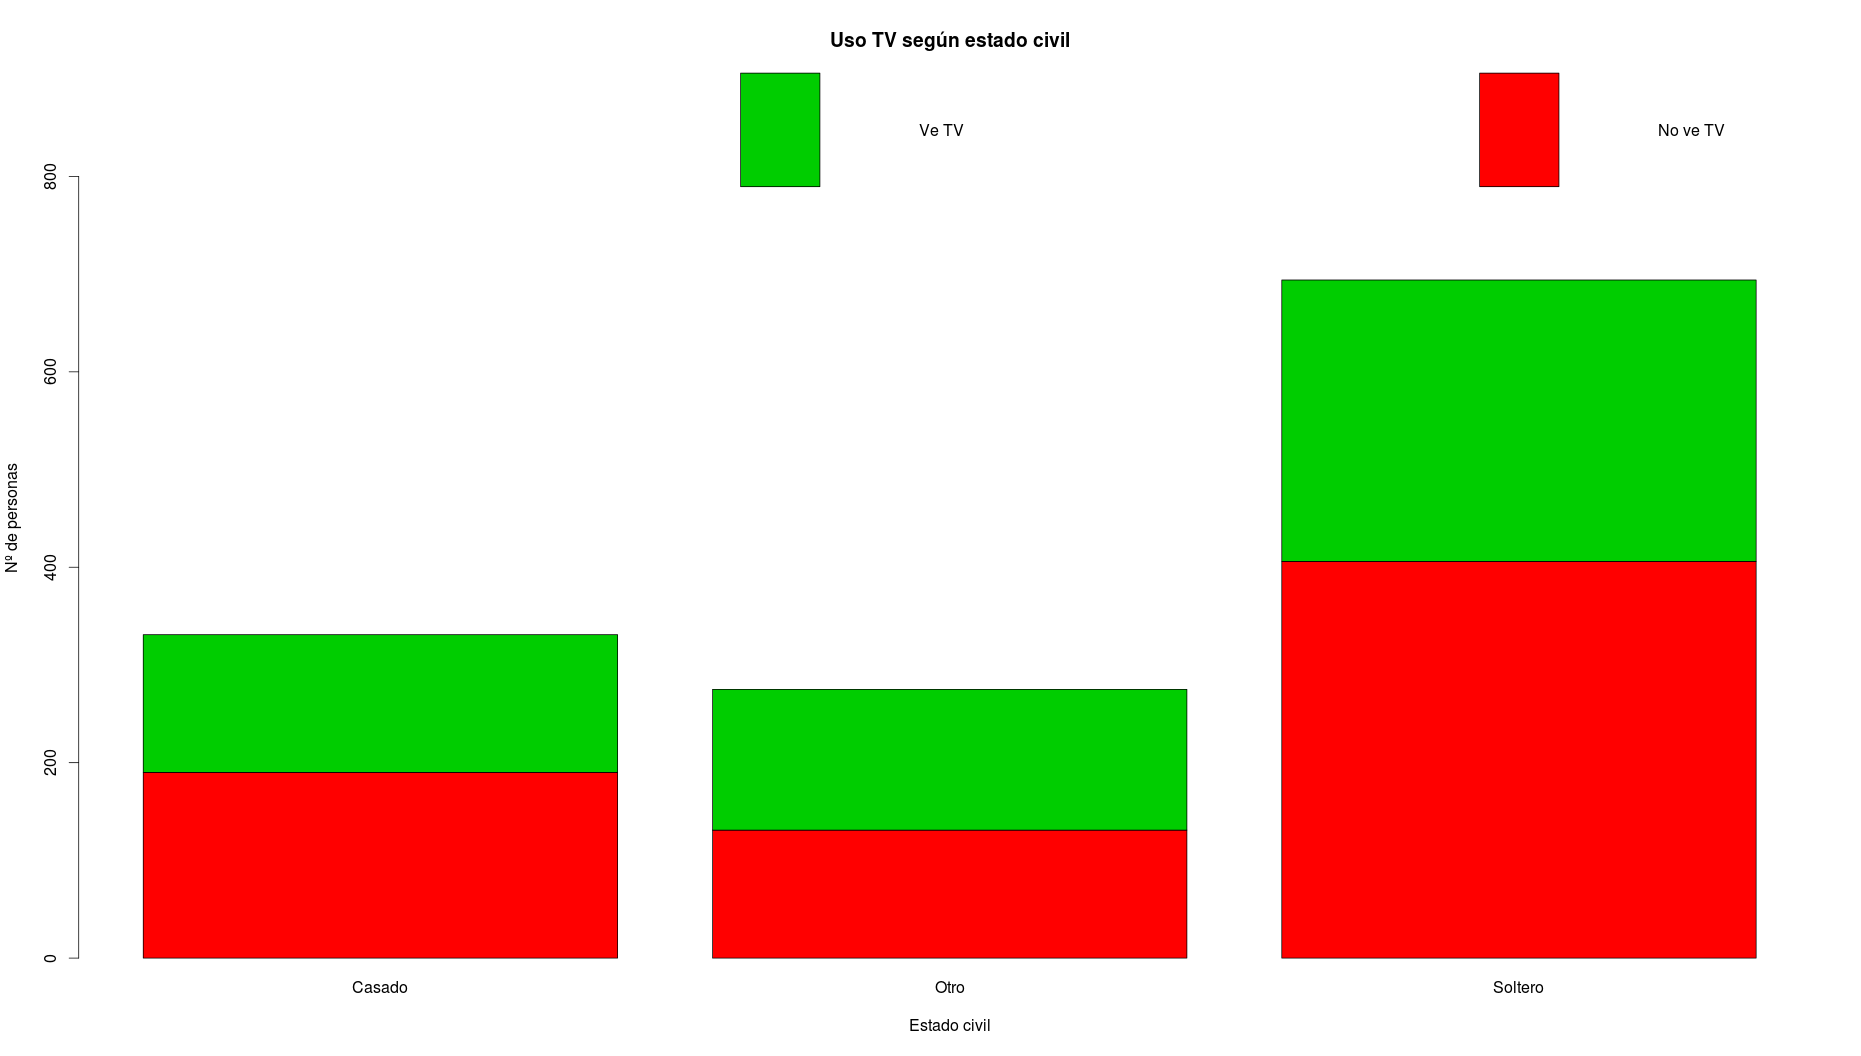 Uso TV según estado civil
Ve TV
No ve TV
800
600
400
200
0
Nº de personas
Casado
Otro
Soltero
Estado civil